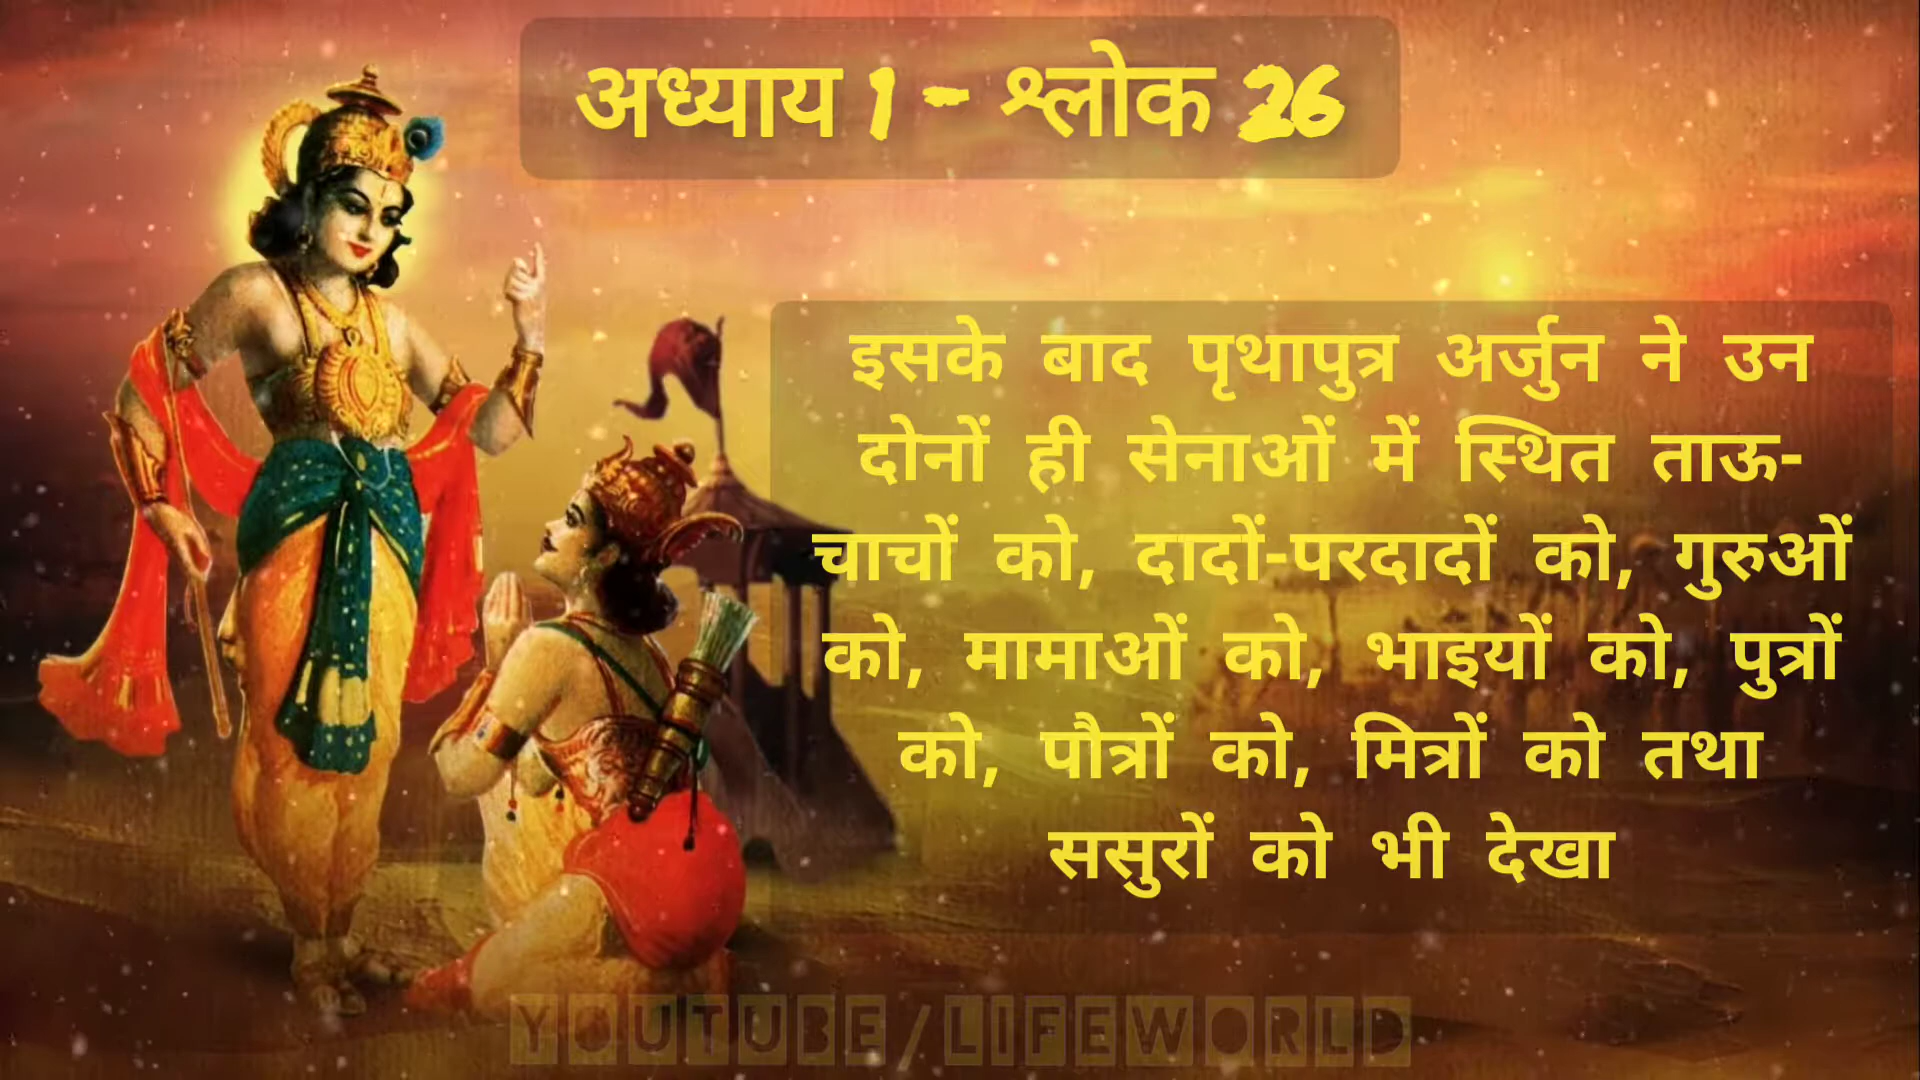 अध्याय 1 - श्लोक 26
इसके बाद पृथापुत्र अर्जुन ने उन
दोनों ही सेनाओं में स्थित ताऊ-
चाचों को, दादों-परदादों को, गुरुओं
को, मामाओं को, भाइयों को, पुत्रों
को, पौत्रों को, मित्रों को तथा
ससुरों को भी देखा
YOUTUBE/LIFEWORLD